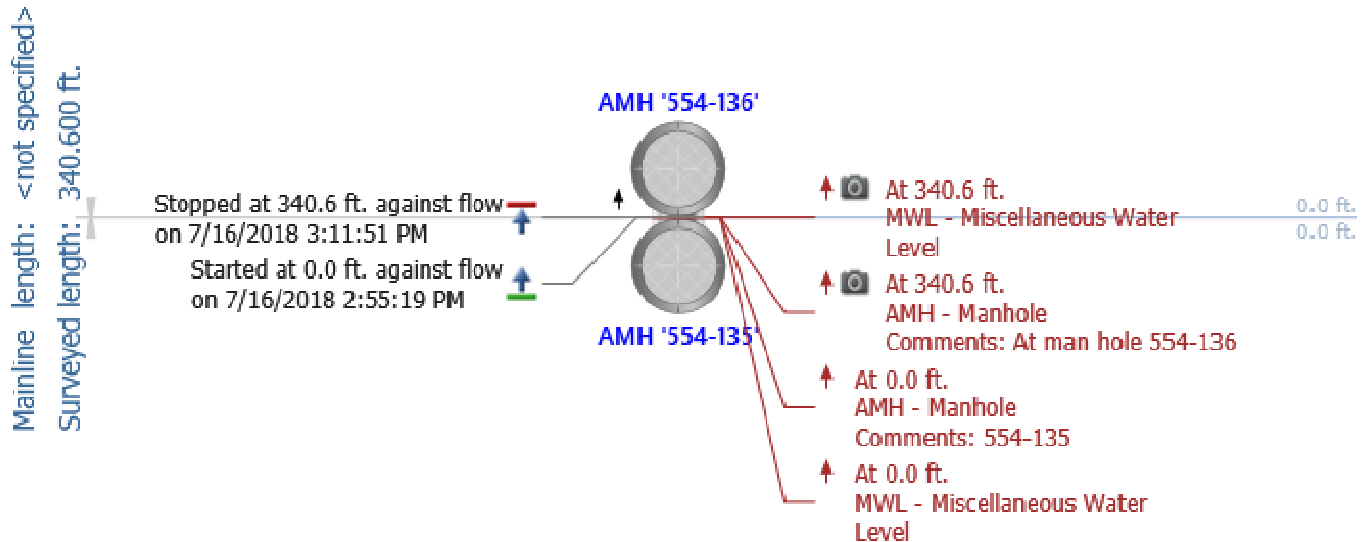 Mainline length: <not specified>
Surveyed length: 340.600 ft.
AMH '554-136'
Stopped at 340.6 ft. against flow
on 7/16/2018 3:11:51 PM
Started at 0.0 ft. against flow
on 7/16/2018 2:55:19 PM
AMH '554-135'
At 340.6 ft.
MWL - Miscellaneous Water
Level
At 340.6 ft.
AMH - Manhole
Comments: At man hole 554-136
At 0.0 ft.
AMH - Manhole
Comments: 554-135
At 0.0 ft.
MWL - Miscellaneous Water
Level
0.0 ft.
0.0 ft.